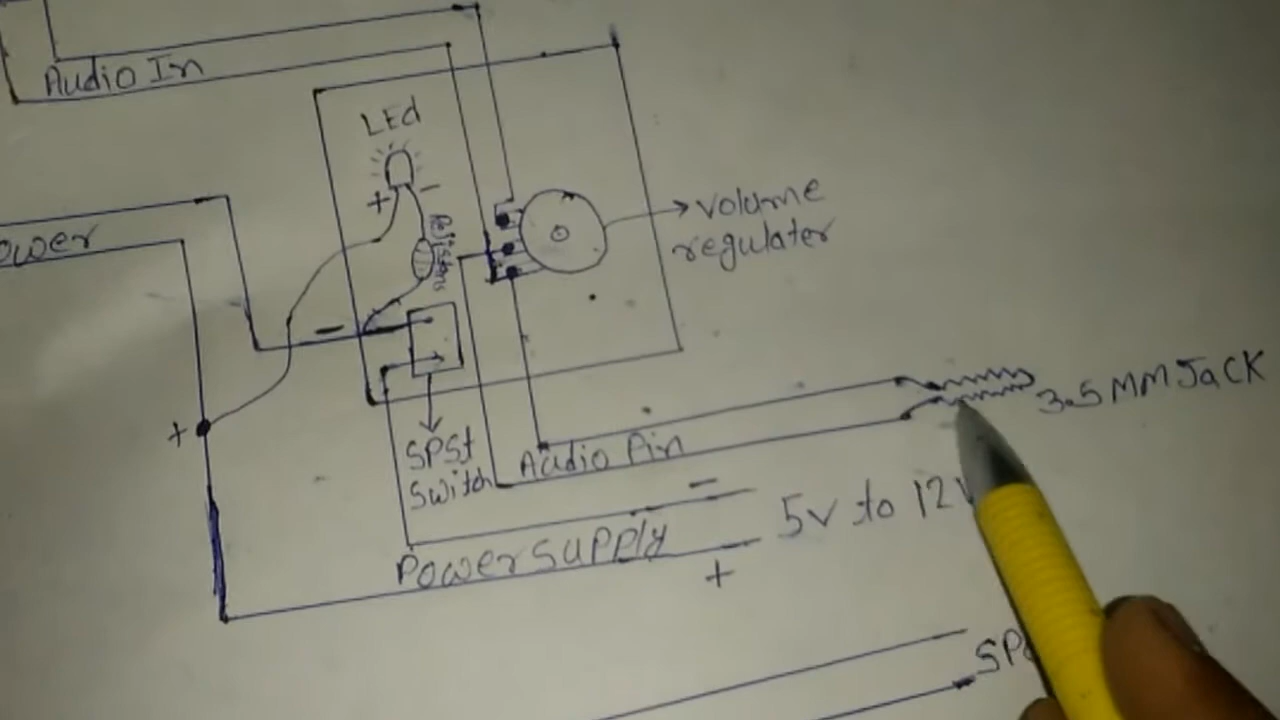 Audio In
LEd
+ -
Volume
regulater
ower
-
+
SPSt
Switch
Audio Pin
3.5 MM JaCK
-
5V to 12V
Power Supply
+
SP